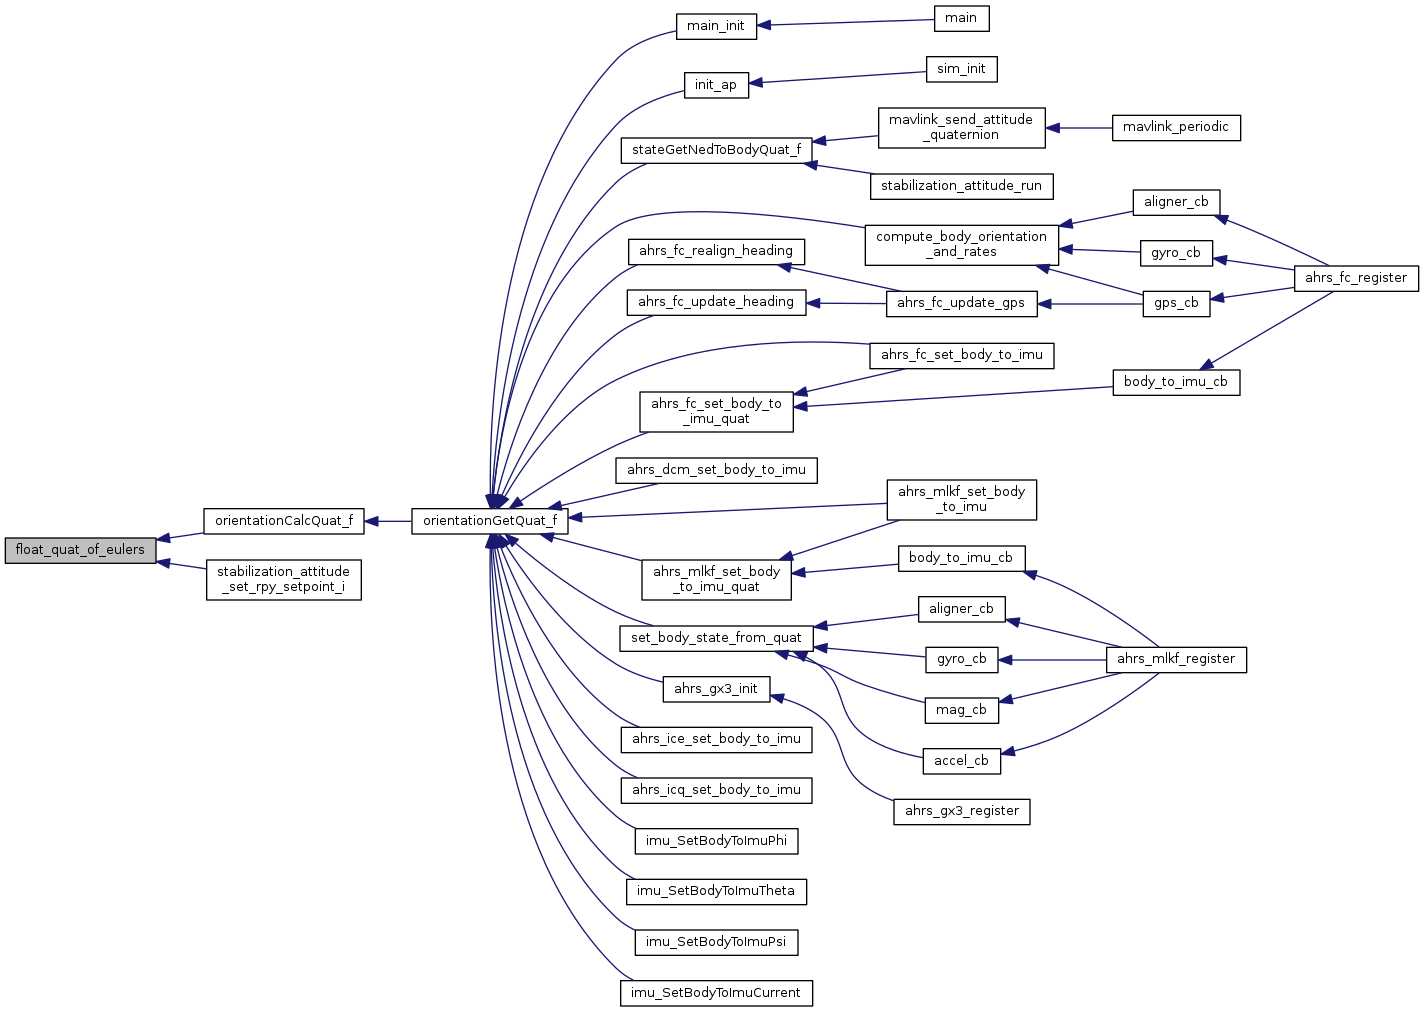 main_init
main
init_ap
sim_init
stateGetNedToBodyQuat_f
mavlink_send_attitude
_quaternion
mavlink_periodic
stabilization_attitude_run
compute_body_orientation
_and_rates
aligner_cb
gyro_cb
gps_cb
ahrs_fc_register
ahrs_fc_realign_heading
ahrs_fc_update_heading
ahrs_fc_update_gps
ahrs_fc_set_body_to_imu
ahrs_fc_set_body_to
_imu_quat
body_to_imu_cb
ahrs_dcm_set_body_to_imu
float_quat_of_eulers
orientationCalcQuat_f
stabilization_attitude
_set_rpy_setpoint_i
orientationGetQuat_f
ahrs_mlkf_set_body
_to_imu
ahrs_mlkf_set_body
_to_imu_quat
body_to_imu_cb
set_body_state_from_quat
aligner_cb
gyro_cb
mag_cb
accel_cb
ahrs_mlkf_register
ahrs_gx3_init
ahrs_gx3_register
ahrs_ice_set_body_to_imu
ahrs_icq_set_body_to_imu
imu_SetBodyToImuPhi
imu_SetBodyToImuTheta
imu_SetBodyToImuPsi
imu_SetBodyToImuCurrent